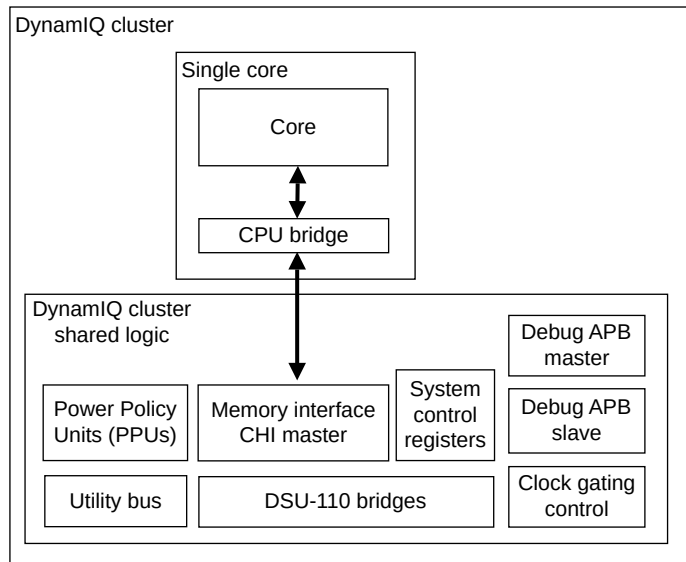 DynamIQ cluster
Single core
Core
CPU bridge
DynamIQ cluster
shared logic
Debug APB
master
Power Policy
Units (PPUs)
Memory interface
CHI master
System
control
registers
Debug APB
slave
Utility bus
DSU-110 bridges
Clock gating
control